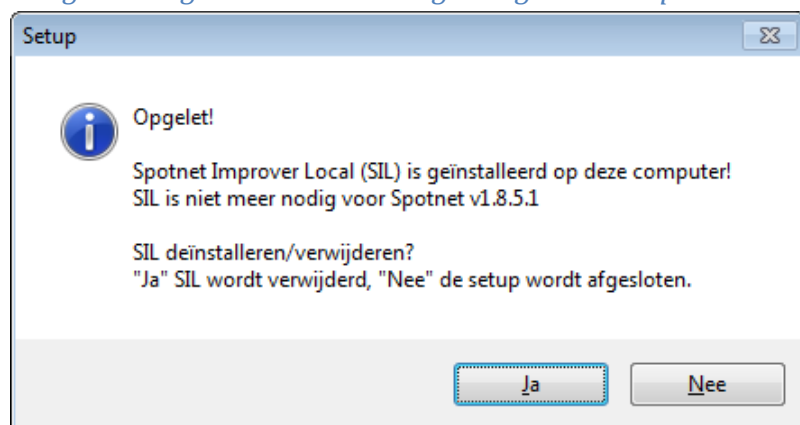 Setup
Opgelet!
Spotnet Improver Local (SIL) is geïnstalleerd op deze computer!
SIL is niet meer nodig voor Spotnet v1.8.5.1
SIL deïnstalleren/verwijderen?
"Ja" SIL wordt verwijderd, "Nee" de setup wordt afgesloten.
Ja
Nee